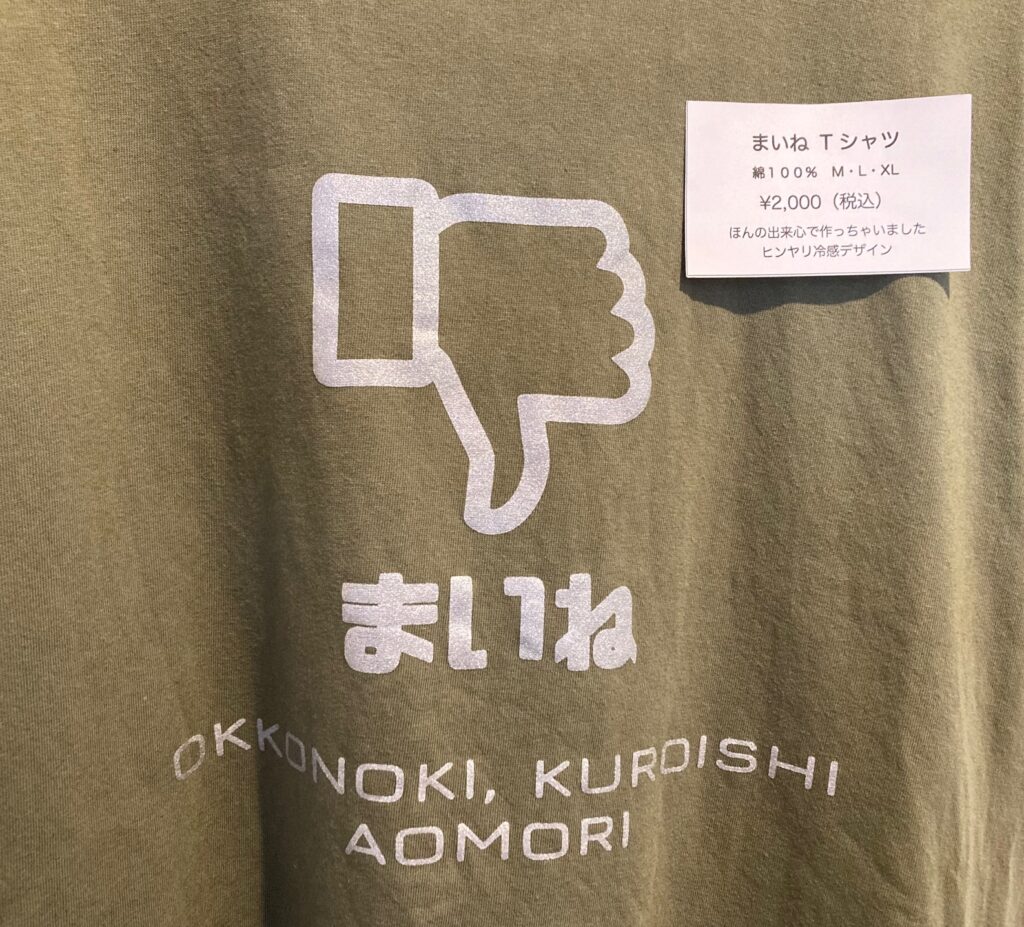 まいね Tシャツ
綿100% M・L・XL
¥2,000（税込）
ほんの出来心で作っちゃいました
ヒンヤリ冷感デザイン
まいね
OKKONOKI, KUROISHI
AOMORI